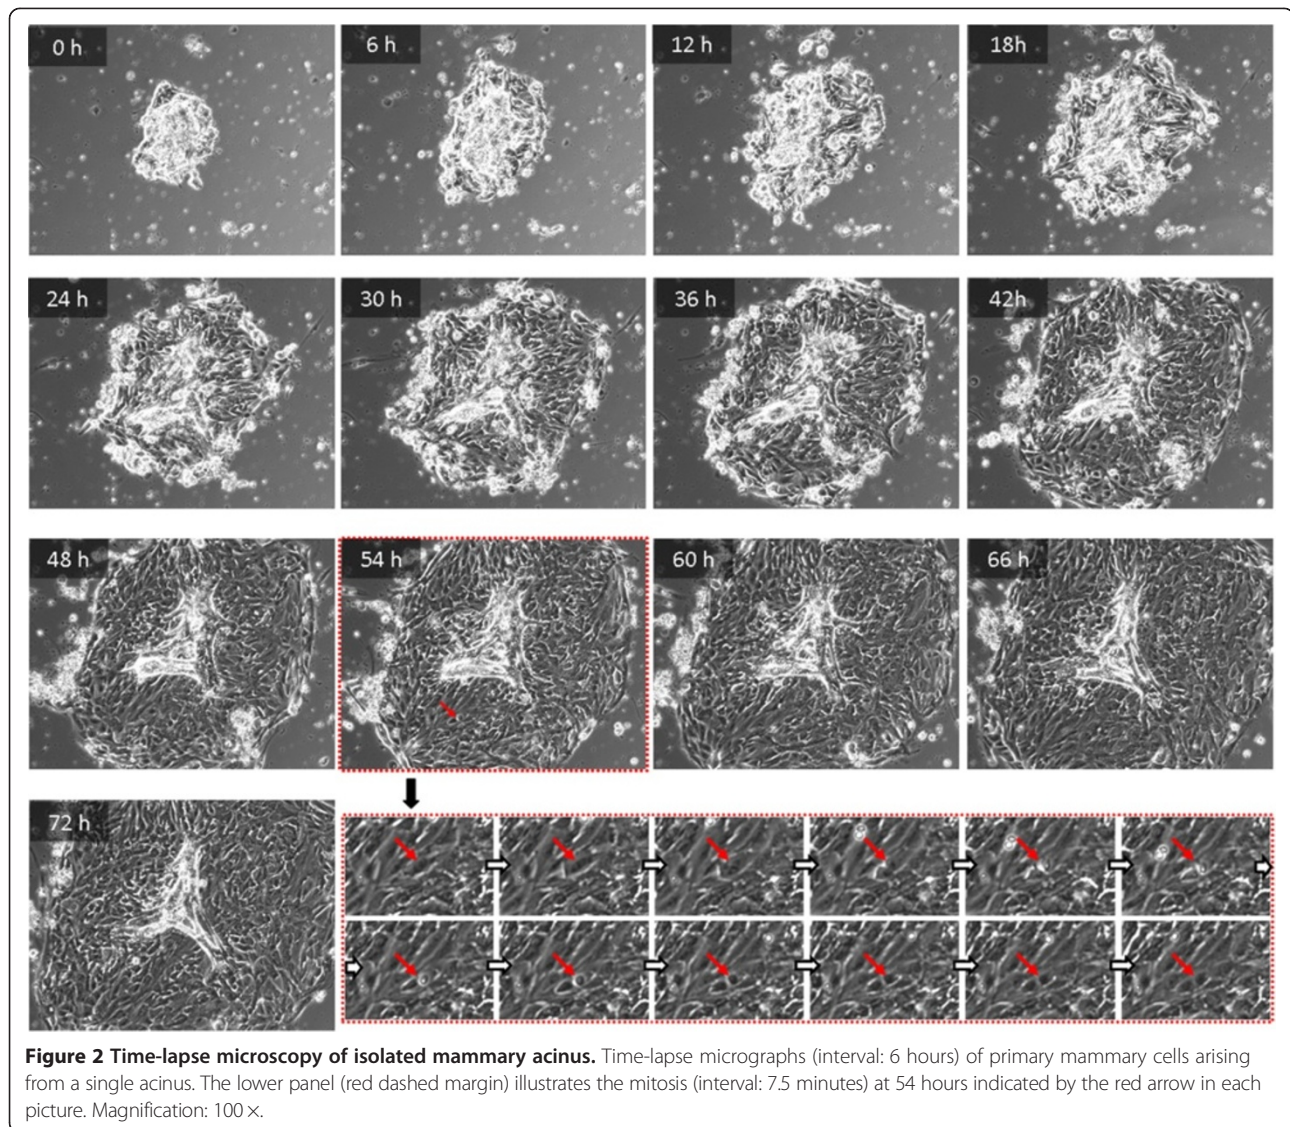 0 h
6 h
12 h
18h
24 h
30 h
36 h
42h
48 h
54 h
60 h
66 h
72 h
Figure 2 Time-lapse microscopy of isolated mammary acinus. Time-lapse micrographs (interval: 6 hours) of primary mammary cells arising
from a single acinus. The lower panel (red dashed margin) illustrates the mitosis (interval: 7.5 minutes) at 54 hours indicated by the red arrow in each
picture. Magnification: 100 ×.